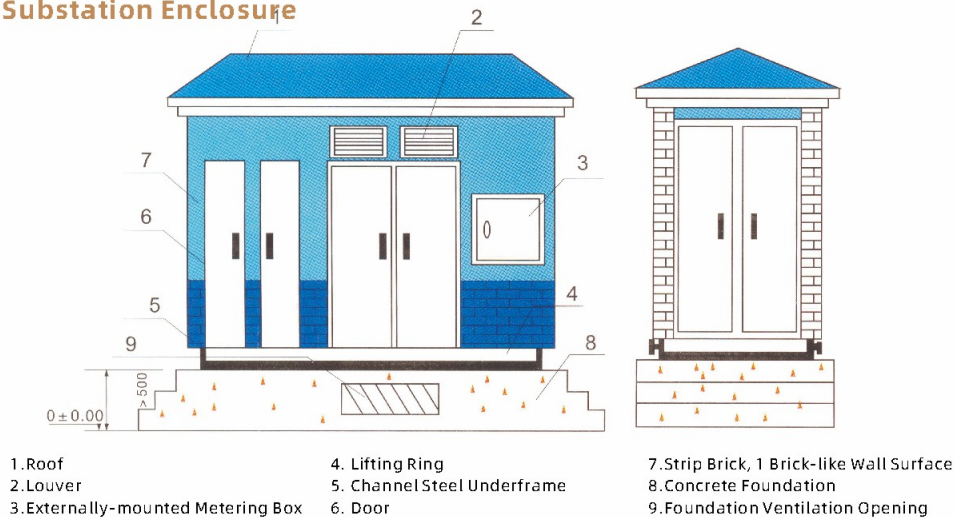 Substation Enclosure
1
2
7
3
6
5
4
9
8
>500
0±0.00
1.Roof
2.Louver
3.Externally-mounted Metering Box
4. Lifting Ring
5. Channel Steel Underframe
6. Door
7.Strip Brick, 1 Brick-like Wall Surface
8.Concrete Foundation
9.Foundation Ventilation Opening